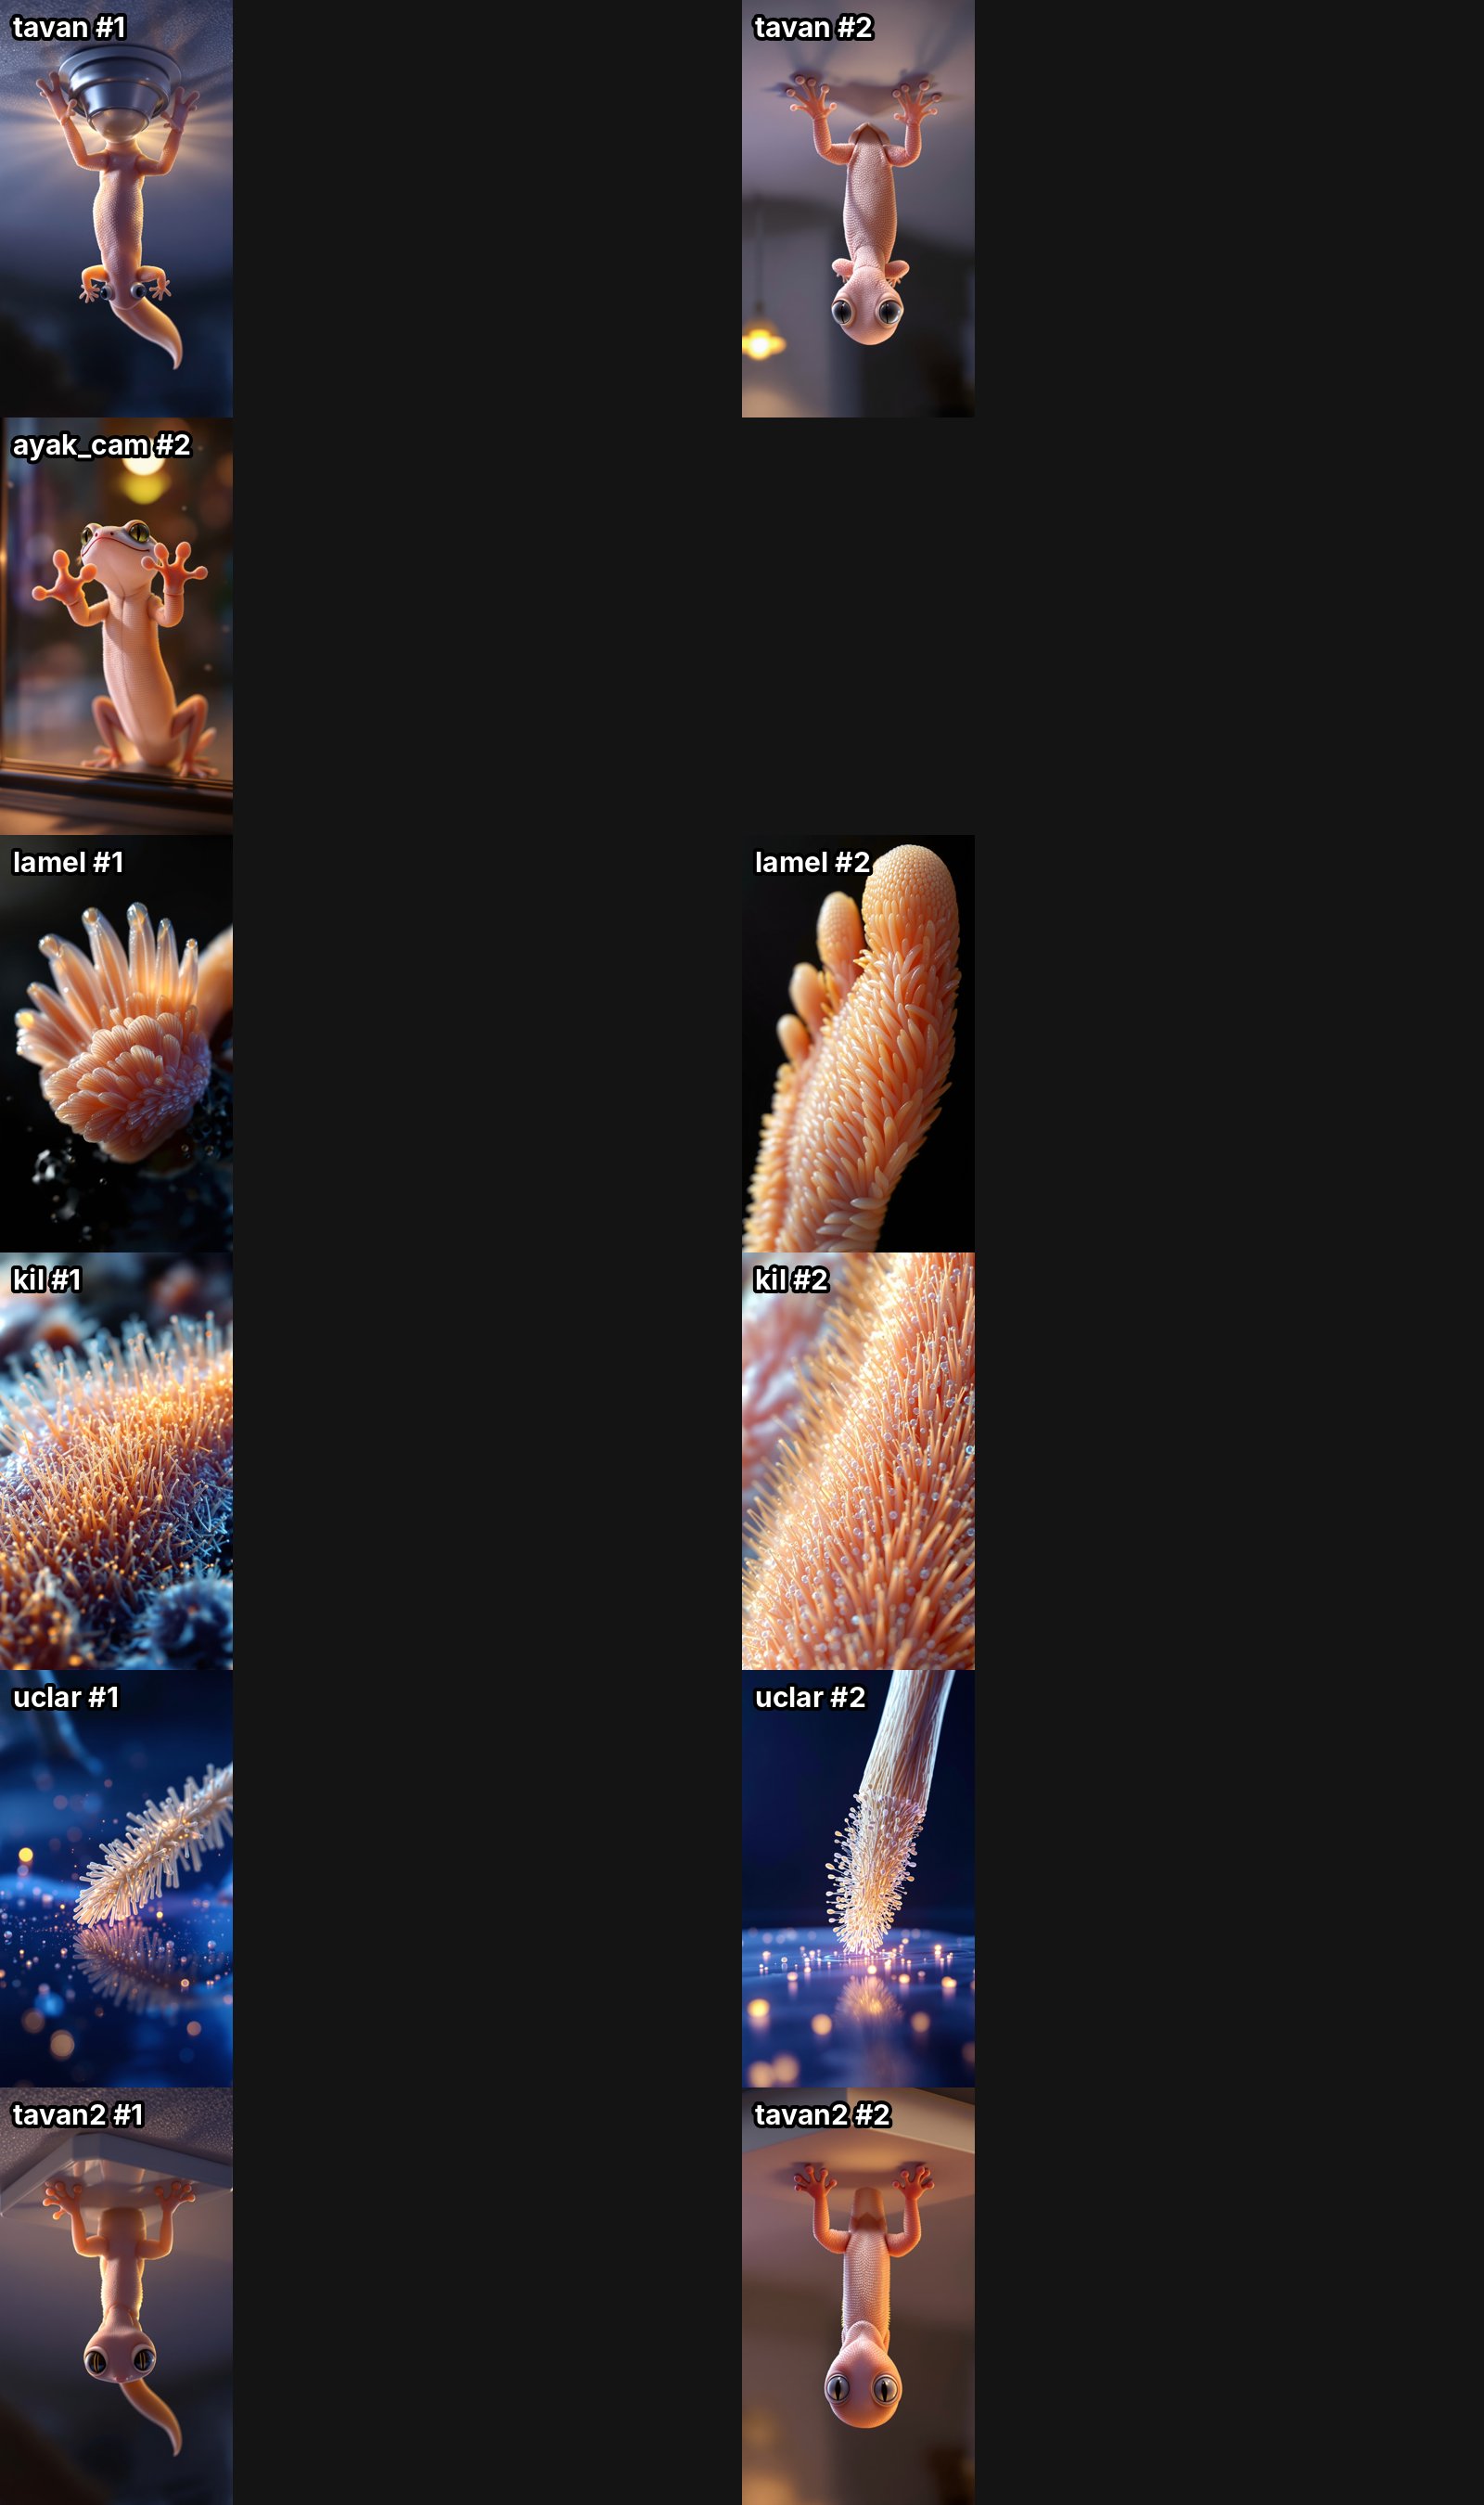 tavan #1
tavan #2
ayak_cam #2
lamel #1
lamel #2
kil #1
kil #2
uclar #1
uclar #2
tavan2 #1
tavan2 #2